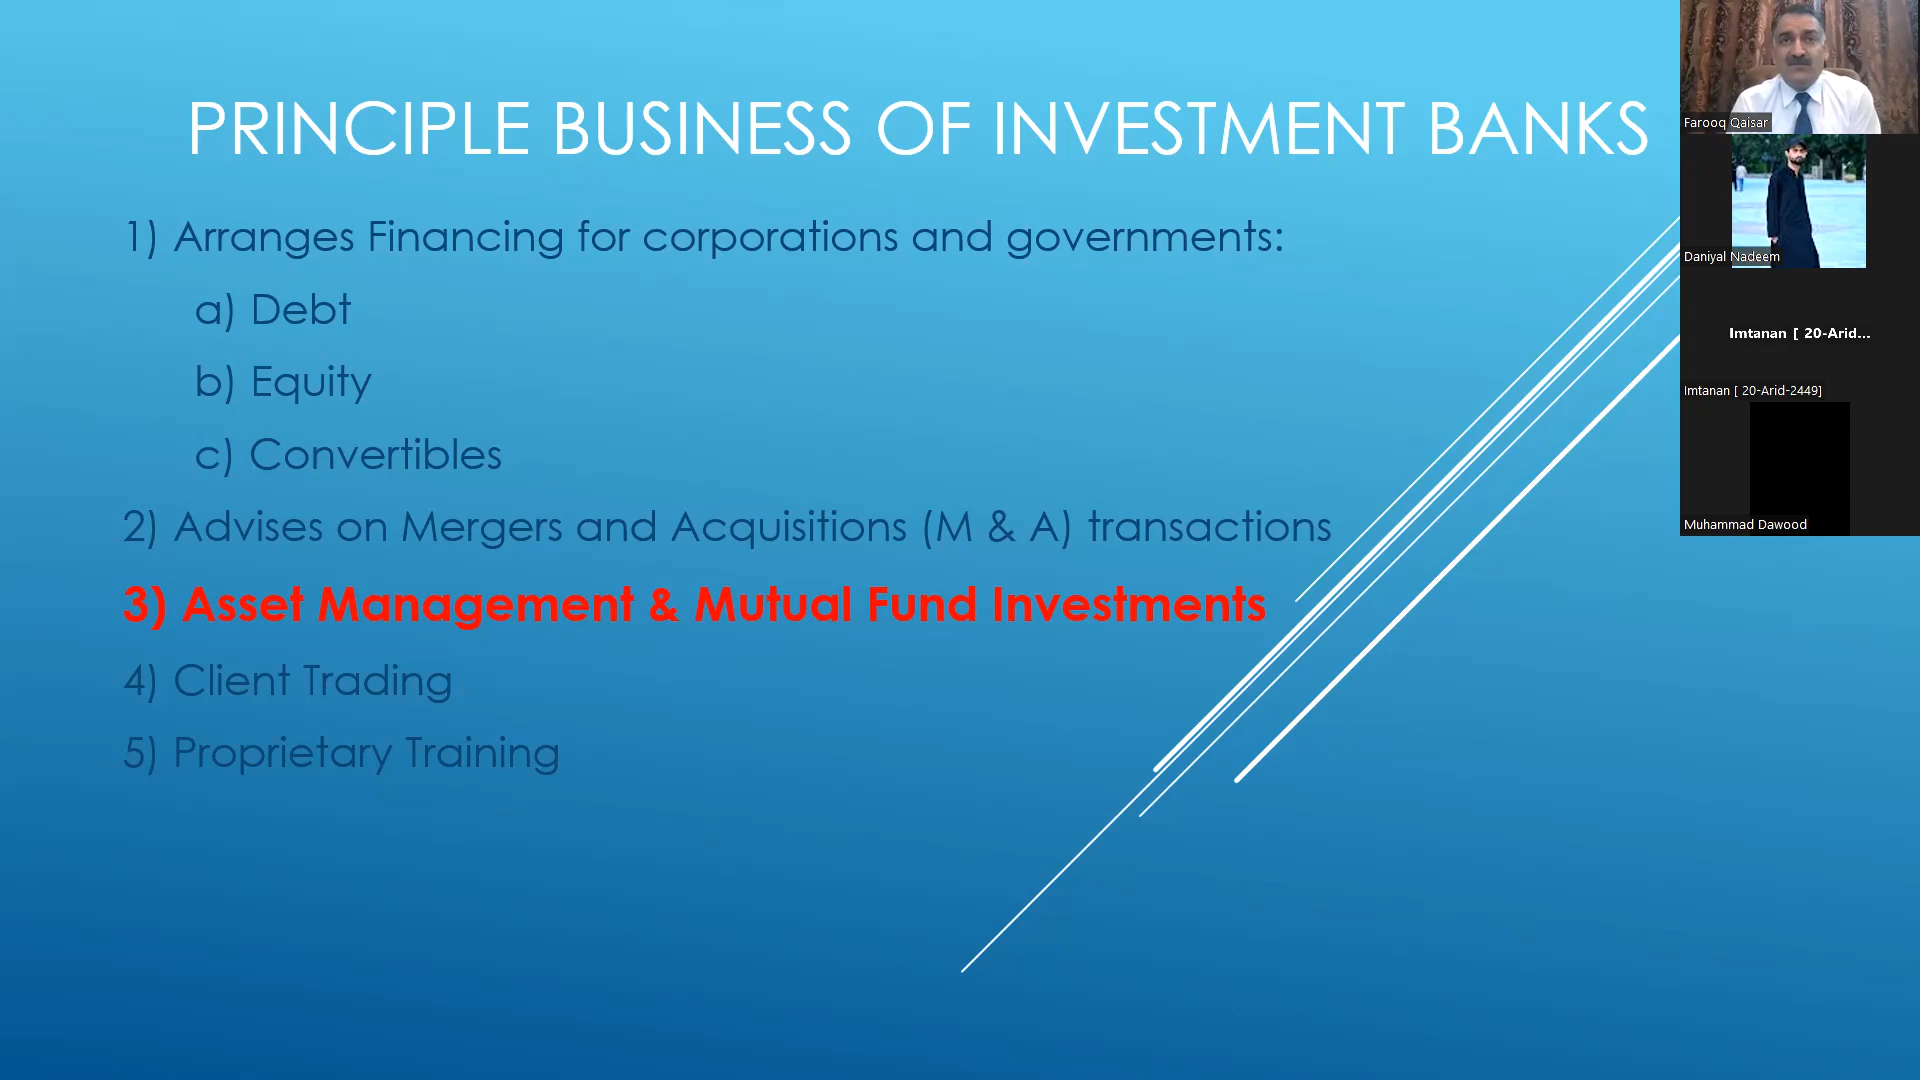 PRINCIPLE BUSINESS OF INVESTMENT BANKS
1) Arranges Financing for corporations and governments:
a) Debt
b) Equity
c) Convertibles
2) Advises on Mergers and Acquisitions (M & A) transactions
3) Asset Management & Mutual Fund Investments
4) Client Trading
5) Proprietary Training
Farooq Qaisar
Daniyal Nadeem
Imtanan [ 20-Arid...
Imtanan [ 20-Arid-2449]
Muhammad Dawood